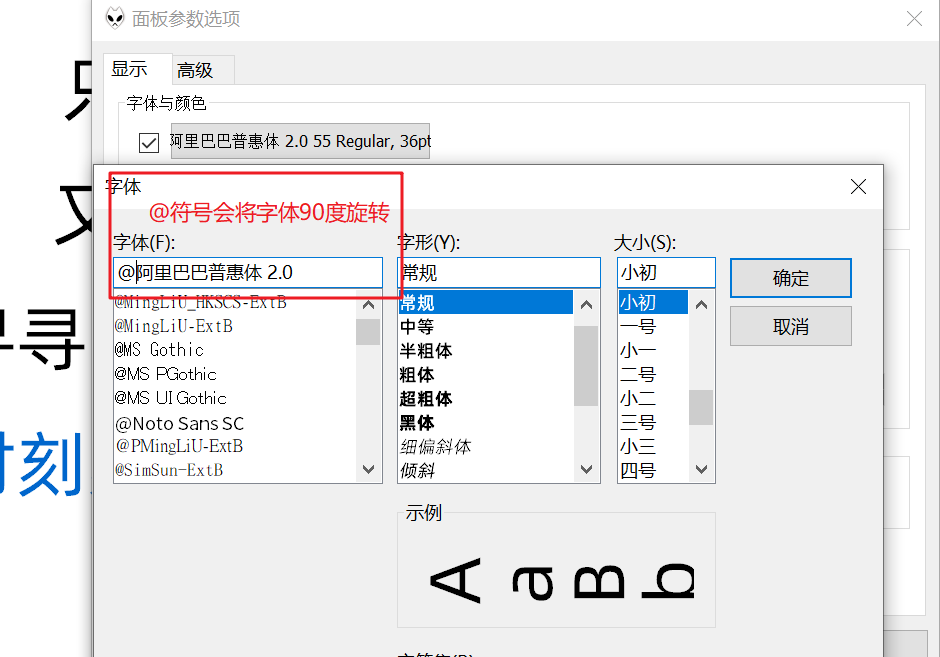 面板参数选项
显示
高级
字体与颜色
阿里巴巴普惠体 2.0 55 Regular, 36pt
字体
@符号会将字体90度旋转
字体(F):
字形(Y):
大小(S):
@阿里巴巴普惠体 2.0
常规
小初
确定
取消
@MingLiU_HKSCS-ExtB
@MingLiU-ExtB
@MS Gothic
@MS PGothic
@MS UI Gothic
@Noto Sans SC
@PMingLiU-ExtB
@SimSun-ExtB
常规
中等
半粗体
粗体
超粗体
黑体
细偏斜体
倾斜
小初
一号
小一
二号
小二
三号
小三
四号
示例
A a B b
寻
时刻